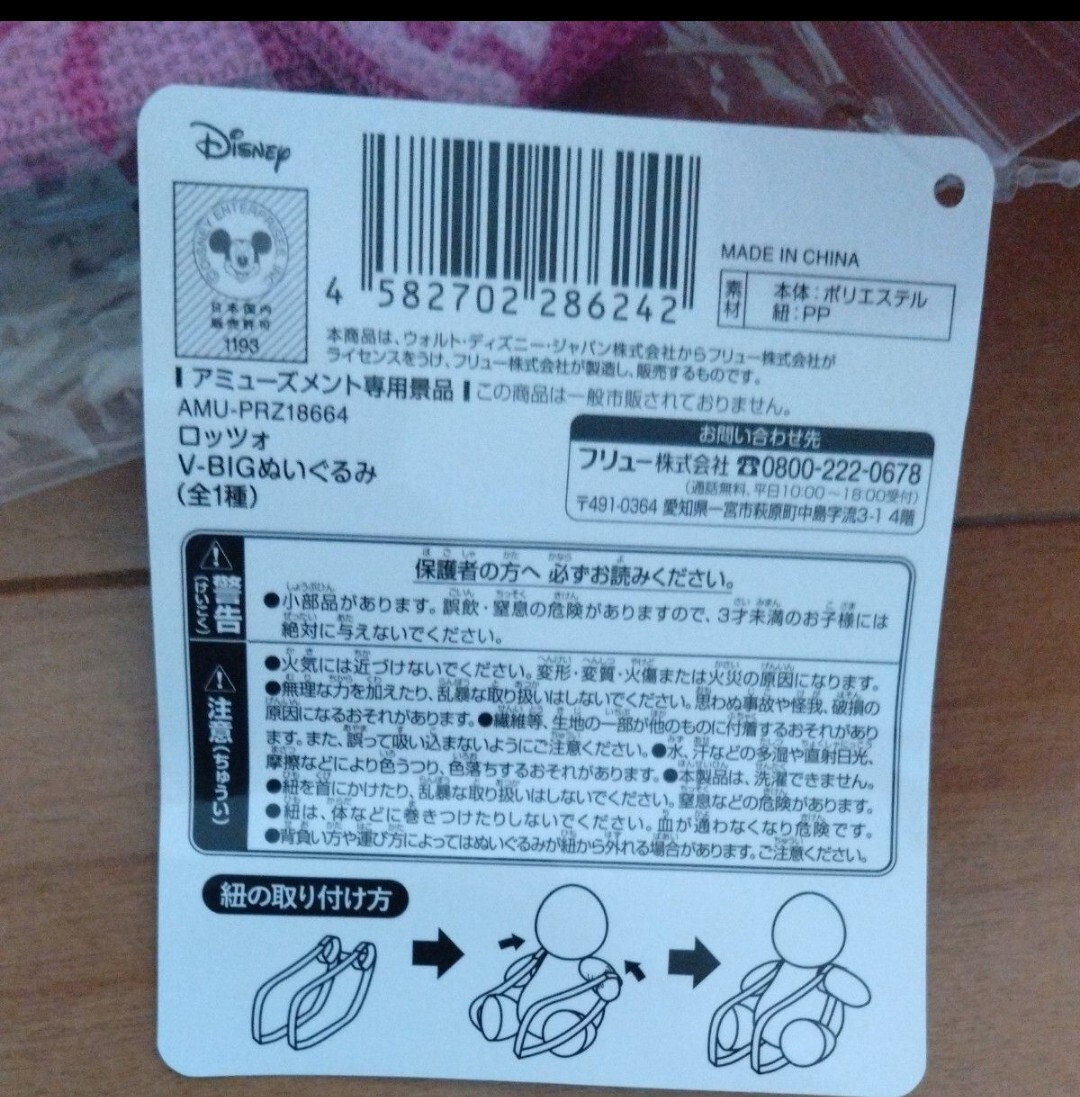 Disney
©DISNEY ENTERPRISES INC.
日本国内
販売許可
1193
4 582702 286242
MADE IN CHINA
素材
本体：ポリエステル
紐：PP
本商品は、ウォルト・ディズニー・ジャパン株式会社からフリュー株式会社が
ライセンスをうけ、フリュー株式会社が製造し、販売するものです。
アミューズメント専用景品 この商品は一般市販されておりません。
AMU-PRZ18664
ロッツォ
V-BIGぬいぐるみ
（全1種）
お問い合わせ先
フリュー株式会社 ☎0800-222-0678
（通話無料、平日10:00～18:00受付）
〒491-0364 愛知県一宮市萩原町中島字流3-1 4階
警告（けいこく）
保護者の方へ 必ずお読みください。
●小部品があります。誤飲・窒息の危険がありますので、3才未満のお子様には
絶対に与えないでください。
注意（ちゅうい）
●火気には近づけないでください。変形・変質・火傷または火災の原因になります。
●無理な力を加えたり、乱暴な取り扱いはしないでください。思わぬ事故や怪我、破損の
原因になるおそれがあります。●繊維等、生地の一部が他のものに付着するおそれがあり
ます。また、誤って吸い込まないようにご注意ください。●水、汗などの多湿や直射日光、
摩擦などにより色うつり、色落ちするおそれがあります。●本製品は、洗濯できません。
●紐を首にかけたり、乱暴な取り扱いはしないでください。窒息などの危険があります。
●紐は、体などに巻きつけたりしないでください。血が通わなくなり危険です。
●背負い方や運び方によってはぬいぐるみが紐から外れる場合があります。ご注意ください。
紐の取り付け方